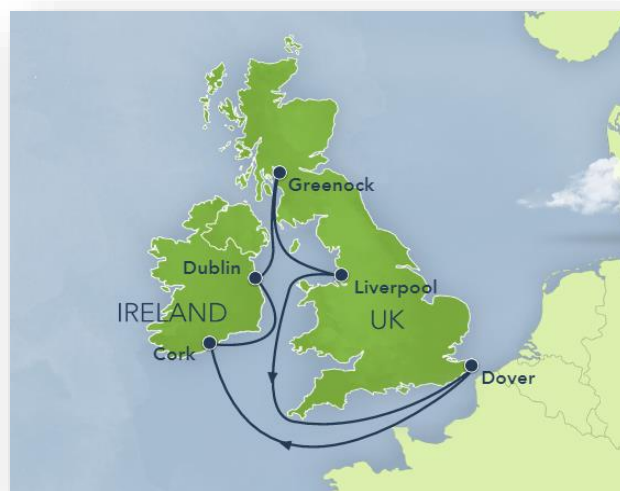 Greenock
Dublin
Liverpool
IRELAND
UK
Cork
Dover